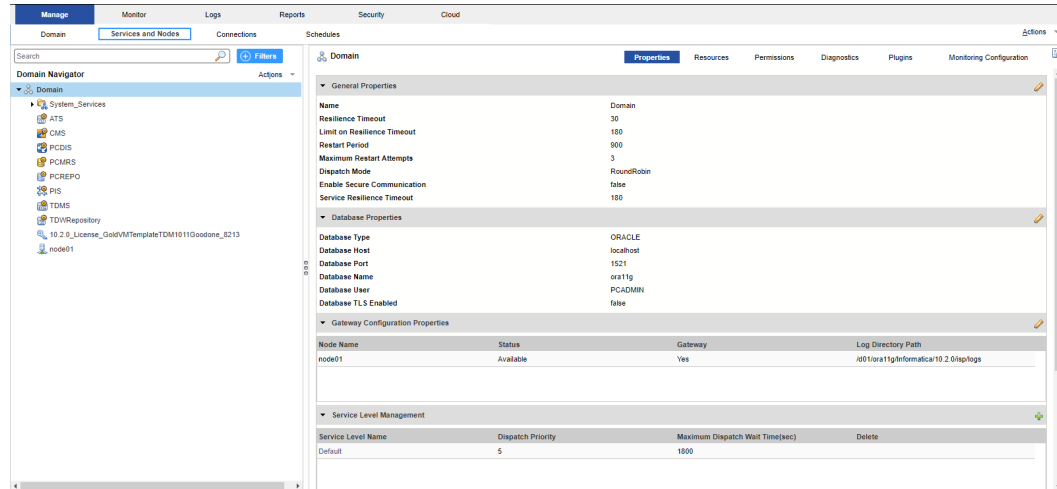 Manage Monitor Logs Reports Security Cloud
Domain Services and Nodes Connections Schedules Actions
Search Filters
Domain Navigator Actions
Domain
System_Services
ATS
CMS
PCDIS
PCMRS
PCREPO
PIS
TDMS
TDWRepository
10.2.0_License_GoldVMTemplateTDM1011Goodone_8213
node01
Domain Properties Resources Permissions Diagnostics Plugins Monitoring Configuration
General Properties
Name Domain
Resilience Timeout 30
Limit on Resilience Timeout 180
Restart Period 900
Maximum Restart Attempts 3
Dispatch Mode RoundRobin
Enable Secure Communication false
Service Resilience Timeout 180
Database Properties
Database Type ORACLE
Database Host localhost
Database Port 1521
Database Name ora11g
Database User PCADMIN
Database TLS Enabled false
Gateway Configuration Properties
Node Name Status Gateway Log Directory Path
node01 Available Yes /d01/ora11g/Informatica/10.2.0/isp/logs
Service Level Management
Service Level Name Dispatch Priority Maximum Dispatch Wait Time(sec) Delete
Default 5 1800